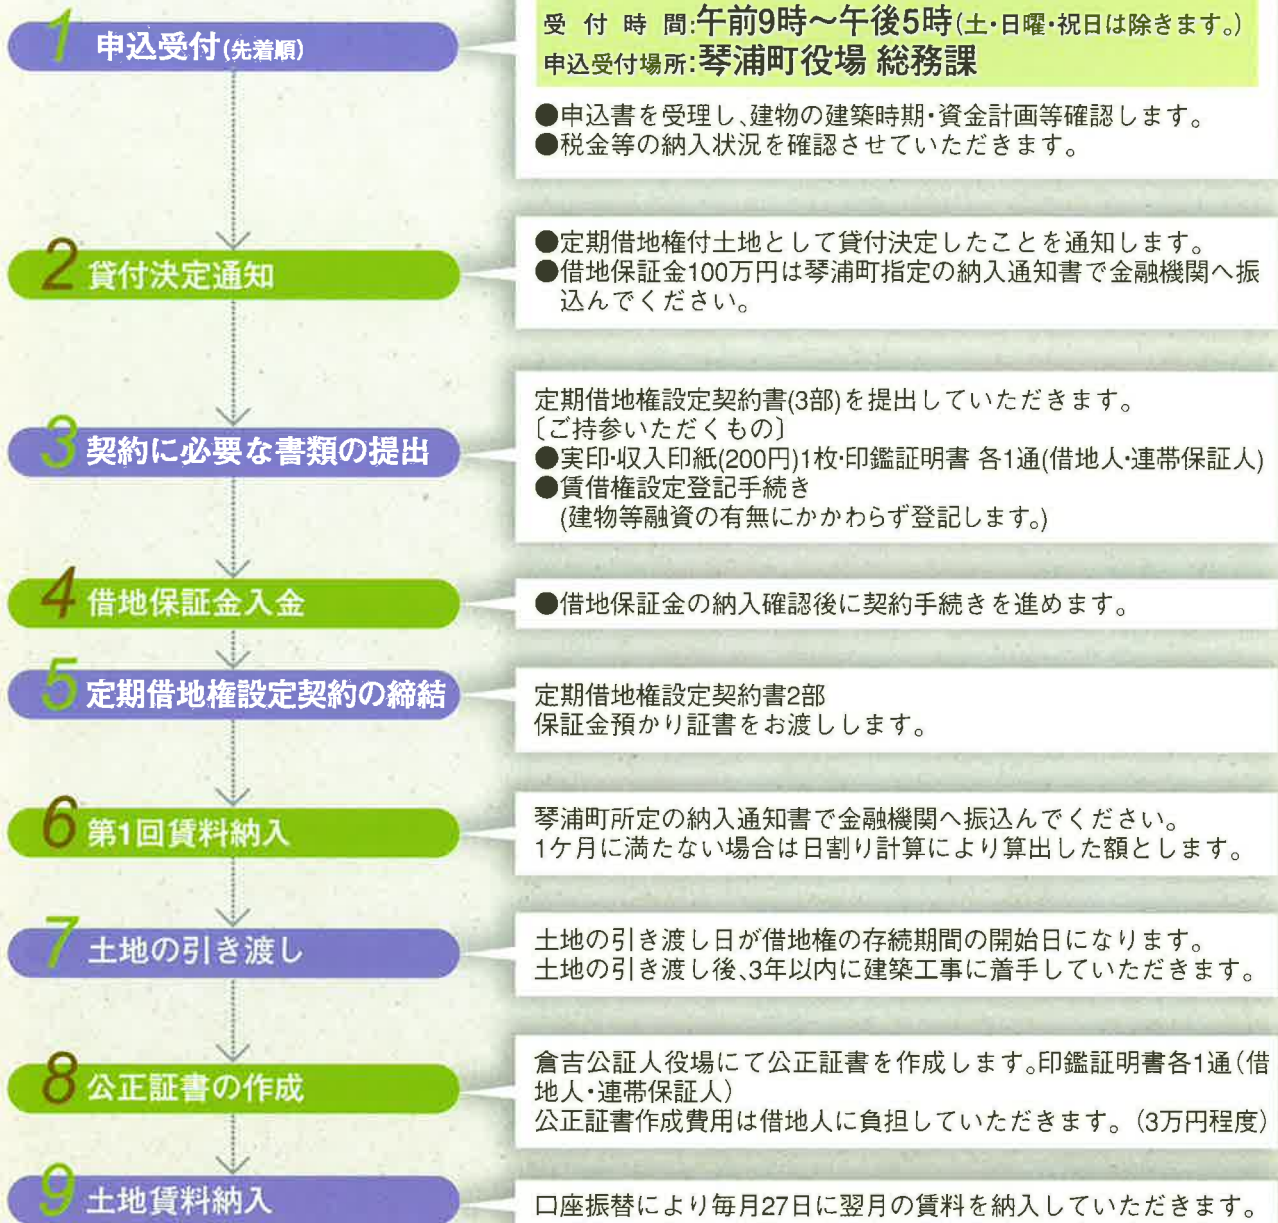 1 申込受付(先着順)
受付時間:午前9時～午後5時(土・日曜・祝日は除きます。)
申込受付場所:琴浦町役場 総務課
●申込書を受理し、建物の建築時期・資金計画等確認します。
●税金等の納入状況を確認させていただきます。
2 貸付決定通知
●定期借地権付土地として貸付決定したことを通知します。
●借地保証金100万円は琴浦町指定の納入通知書で金融機関へ振
込んでください。
3 契約に必要な書類の提出
定期借地権設定契約書(3部)を提出していただきます。
〔ご持参いただくもの〕
●実印・収入印紙(200円)1枚・印鑑証明書 各1通(借地人・連帯保証人)
●賃借権設定登記手続き
(建物等融資の有無にかかわらず登記します。)
4 借地保証金入金
●借地保証金の納入確認後に契約手続きを進めます。
5 定期借地権設定契約の締結
定期借地権設定契約書2部
保証金預かり証書をお渡しします。
6 第1回賃料納入
琴浦町所定の納入通知書で金融機関へ振込んでください。
1ケ月に満たない場合は日割り計算により算出した額とします。
7 土地の引き渡し
土地の引き渡し日が借地権の存続期間の開始日になります。
土地の引き渡し後、3年以内に建築工事に着手していただきます。
8 公正証書の作成
倉吉公証人役場にて公正証書を作成します。印鑑証明書各1通(借
地人・連帯保証人)
公正証書作成費用は借地人に負担していただきます。(3万円程度)
9 土地賃料納入
口座振替により毎月27日に翌月の賃料を納入していただきます。